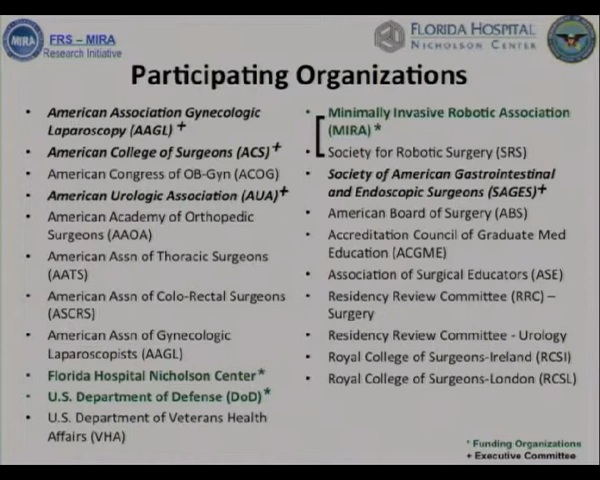 MIRA
FRS – MIRA
Research Initiative
FLORIDA HOSPITAL
NICHOLSON CENTER
Participating Organizations
• American Association Gynecologic
Laparoscopy (AAGL) +
• American College of Surgeons (ACS) +
• American Congress of OB-Gyn (ACOG)
• American Urologic Association (AUA) +
• American Academy of Orthopedic
Surgeons (AAOA)
• American Assn of Thoracic Surgeons
(AATS)
• American Assn of Colo-Rectal Surgeons
(ASCRS)
• American Assn of Gynecologic
Laparoscopists (AAGL)
• Florida Hospital Nicholson Center *
• U.S. Department of Defense (DoD) *
• U.S. Department of Veterans Health
Affairs (VHA)
• Minimally Invasive Robotic Association
(MIRA) *
• Society for Robotic Surgery (SRS)
• Society of American Gastrointestinal
and Endoscopic Surgeons (SAGES)+
• American Board of Surgery (ABS)
• Accreditation Council of Graduate Med
Education (ACGME)
• Association of Surgical Educators (ASE)
• Residency Review Committee (RRC) –
Surgery
• Residency Review Committee - Urology
• Royal College of Surgeons-Ireland (RCSI)
• Royal College of Surgeons-London (RCSL)
* Funding Organizations
+ Executive Committee